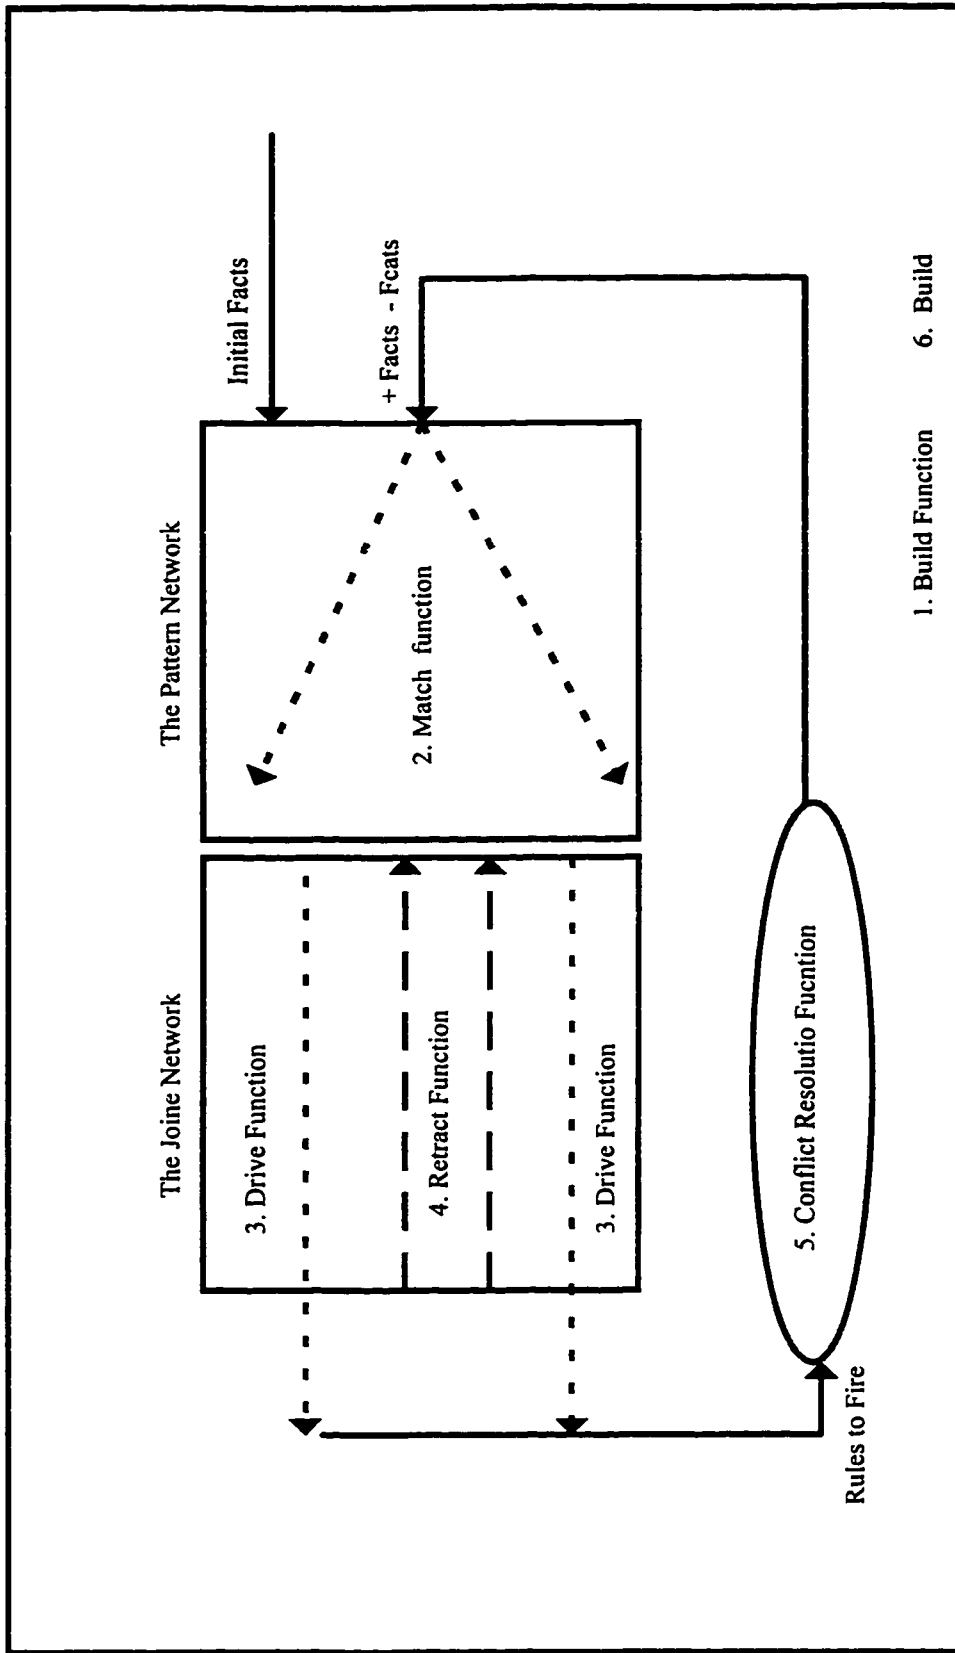 The Joine Network
The Pattern Network
Initial Facts
3. Drive Function
+ Facts - Fcats
2. Match function
4. Retract Function
3. Drive Function
5. Conflict Resolutio Fucntion
Rules to Fire
1. Build Function
6. Build